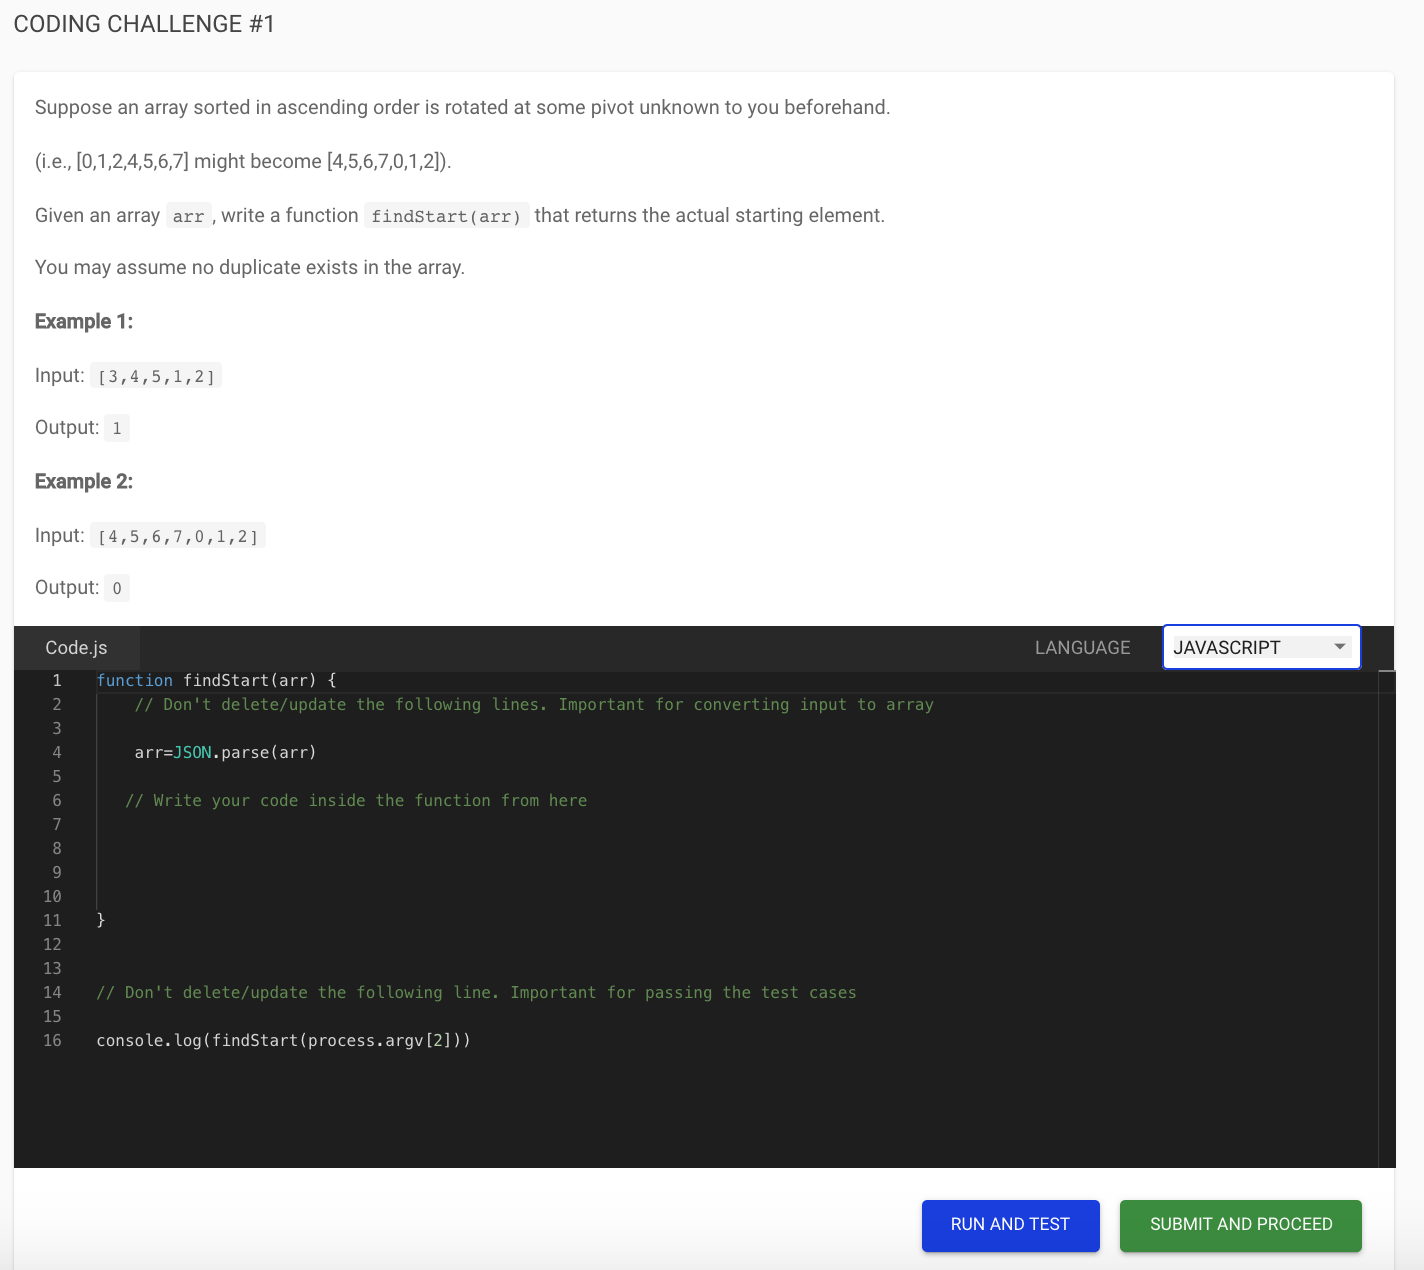 CODING CHALLENGE #1
Suppose an array sorted in ascending order is rotated at some pivot unknown to you beforehand.
(i.e., [0,1,2,4,5,6,7] might become [4,5,6,7,0,1,2]).
Given an array arr , write a function findStart(arr) that returns the actual starting element.
You may assume no duplicate exists in the array.
Example 1:
Input: [3,4,5,1,2]
Output: 1
Example 2:
Input: [4,5,6,7,0,1,2]
Output: 0
Code.js LANGUAGE JAVASCRIPT
1 function findStart(arr) {
2 // Don't delete/update the following lines. Important for converting input to array
3
4 arr=JSON.parse(arr)
5
6 // Write your code inside the function from here
7
8
9
10
11 }
12
13
14 // Don't delete/update the following line. Important for passing the test cases
15
16 console.log(findStart(process.argv[2]))
RUN AND TEST SUBMIT AND PROCEED